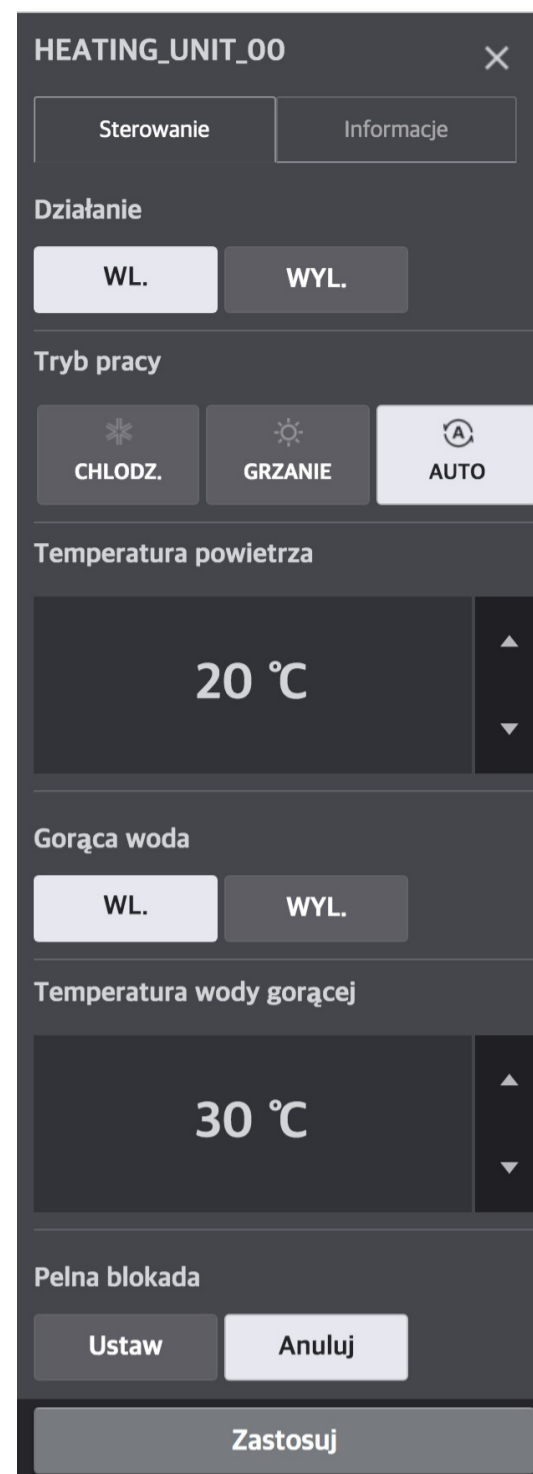 HEATING_UNIT_00
Sterowanie Informacje
Działanie
WL. WYL.
Tryb pracy
CHLODZ. GRZANIE AUTO
Temperatura powietrza
20 ℃
Gorąca woda
WL. WYL.
Temperatura wody gorącej
30 ℃
Pelna blokada
Ustaw Anuluj
Zastosuj